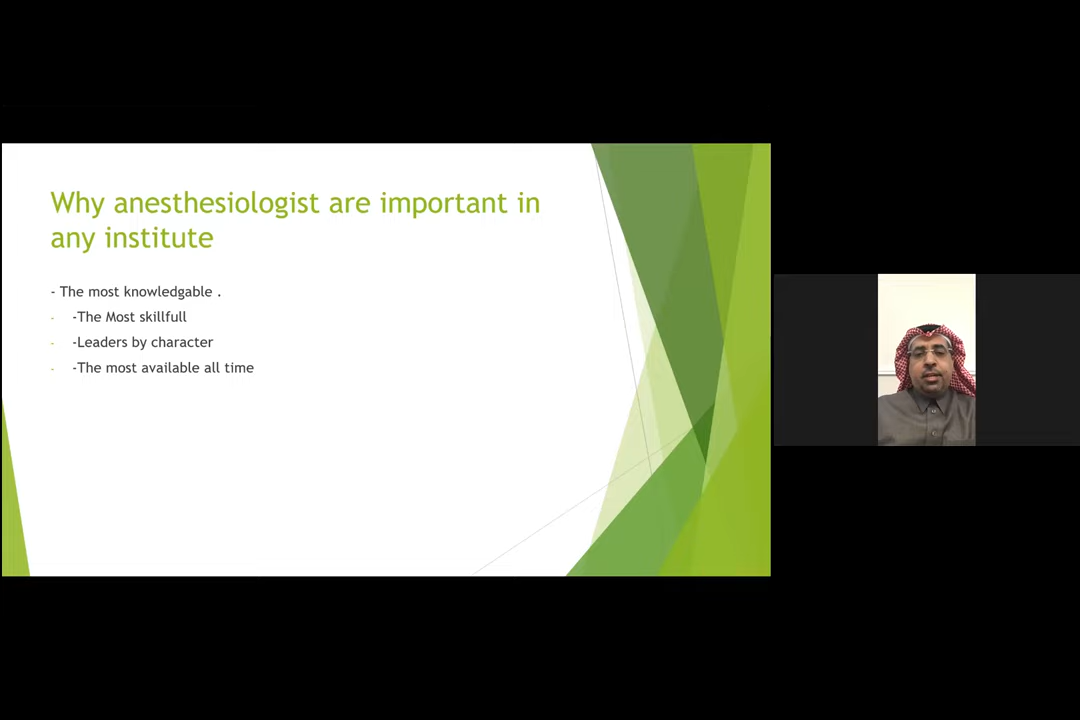 Why anesthesiologist are important in
any institute
- The most knowledgable .
- -The Most skillfull
- -Leaders by character
- -The most available all time